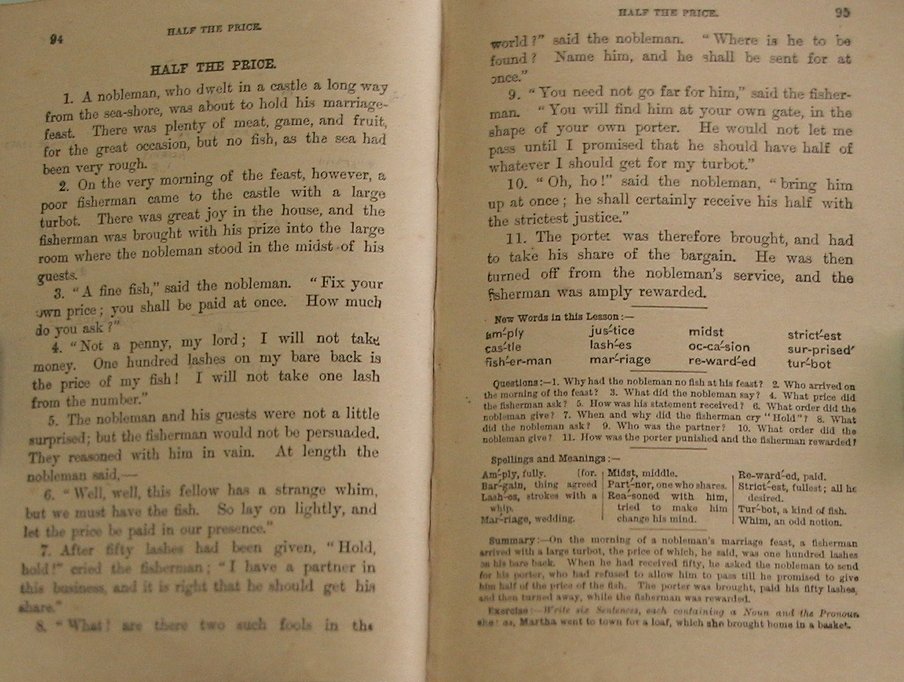 94
HALF THE PRICE.
HALF THE PRICE.
1. A nobleman, who dwelt in a castle a long way
from the sea-shore, was about to hold his marriage-
feast. There was plenty of meat, game, and fruit,
for the great occasion, but no fish, as the sea had
been very rough.
2. On the very morning of the feast, however, a
poor fisherman came to the castle with a large
turbot. There was great joy in the house, and the
fisherman was brought with his prize into the large
room where the nobleman stood in the midst of his
guests.
3. “A fine fish,” said the nobleman. “Fix your
own price; you shall be paid at once. How much
do you ask?”
4. “Not a penny, my lord; I will not take
money. One hundred lashes on my bare back is
the price of my fish! I will not take one lash
from the number.”
5. The nobleman and his guests were not a little
surprised; but the fisherman would not be persuaded.
They reasoned with him in vain. At length the
nobleman said,—
6. “Well, well, this fellow has a strange whim,
but we must have the fish. So lay on lightly, and
let the price be paid in our presence.”
7. After fifty lashes had been given, “Hold,
hold!” cried the fisherman; “I have a partner in
this business, and it is right that he should get his
share.”
8. “What! are there two such fools in the
HALF THE PRICE.
95
world?” said the nobleman. “Where is he to be
found? Name him, and he shall be sent for at
once.”
9. “You need not go far for him,” said the fisher-
man. “You will find him at your own gate, in the
shape of your own porter. He would not let me
pass until I promised that he should have half of
whatever I should get for my turbot.”
10. “Oh, ho!” said the nobleman, “bring him
up at once; he shall certainly receive his half with
the strictest justice.”
11. The porter was therefore brought, and had
to take his share of the bargain. He was then
turned off from the nobleman's service, and the
fisherman was amply rewarded.
New Words in this Lesson:—
am´-ply jus´-tice midst strict´-est
cas´-tle lash´-es oc-ca´-sion sur-prised´
fish´-er-man mar´-riage re-ward´-ed tur´-bot
Questions:—1. Why had the nobleman no fish at his feast? 2. Who arrived on
the morning of the feast? 3. What did the nobleman say? 4. What price did
the fisherman ask? 5. How was his statement received? 6. What order did the
nobleman give? 7. When and why did the fisherman cry “Hold”? 8. What
did the nobleman ask? 9. Who was the partner? 10. What order did the
nobleman give? 11. How was the porter punished and the fisherman rewarded?
Spellings and Meanings:—
Am´-ply, fully. [for.
Bar´-gain, thing agreed
Lash´-es, strokes with a
whip.
Mar´-riage, wedding.
Midst, middle.
Part´-ner, one who shares.
Rea´-soned with him,
tried to make him
change his mind.
Re-ward´-ed, paid.
Strict´-est, fullest; all he
desired.
Tur´-bot, a kind of fish.
Whim, an odd notion.
Summary:—On the morning of a nobleman's marriage feast, a fisherman
arrived with a large turbot, the price of which, he said, was one hundred lashes
on his bare back. When he had received fifty, he asked the nobleman to send
for his porter, who had refused to allow him to pass till he promised to give
him half of the price of the fish. The porter was brought, paid his fifty lashes,
and then turned away, while the fisherman was rewarded.
Exercise:—Write six Sentences, each containing a Noun and the Pronoun
she: as, Martha went to town for a loaf, which she brought home in a basket.